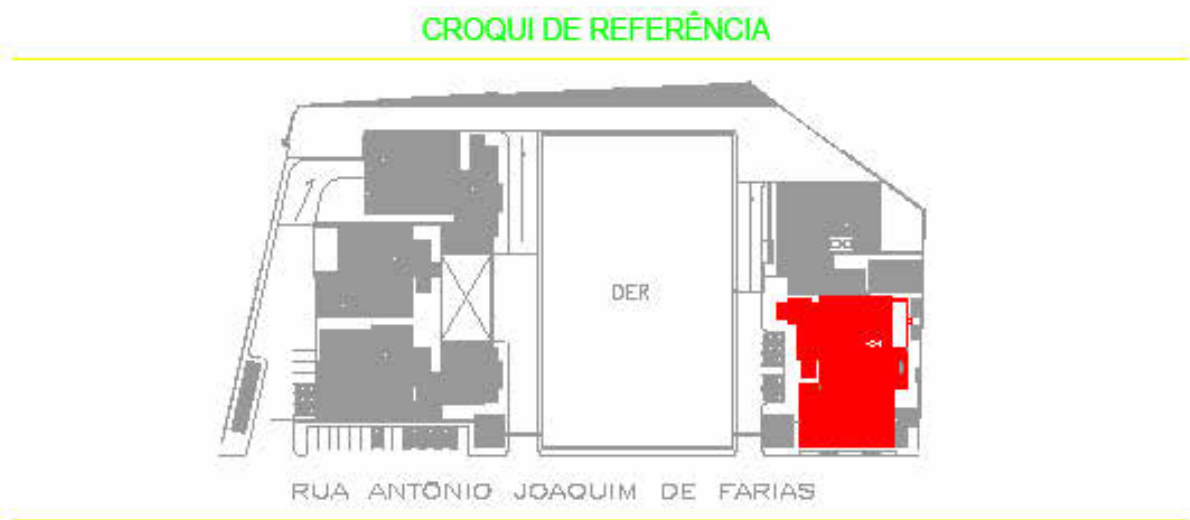 CROQUI DE REFERÊNCIA
DER
RUA ANTÔNIO JOAQUIM DE FARIAS